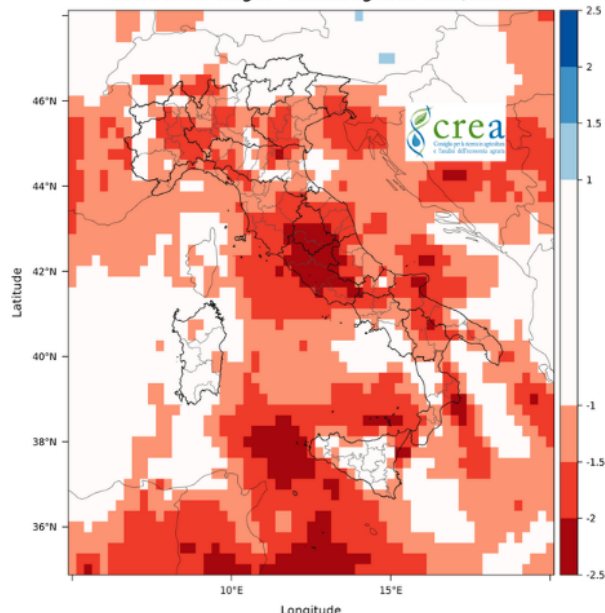 2.5
2
1.5
1
-1
-1.5
-2
-2.5
46°N
44°N
42°N
40°N
38°N
36°N
Latitude
10°E
15°E
Longitude
crea
Consiglio per la ricerca in agricoltura
e l'analisi dell'economia agraria